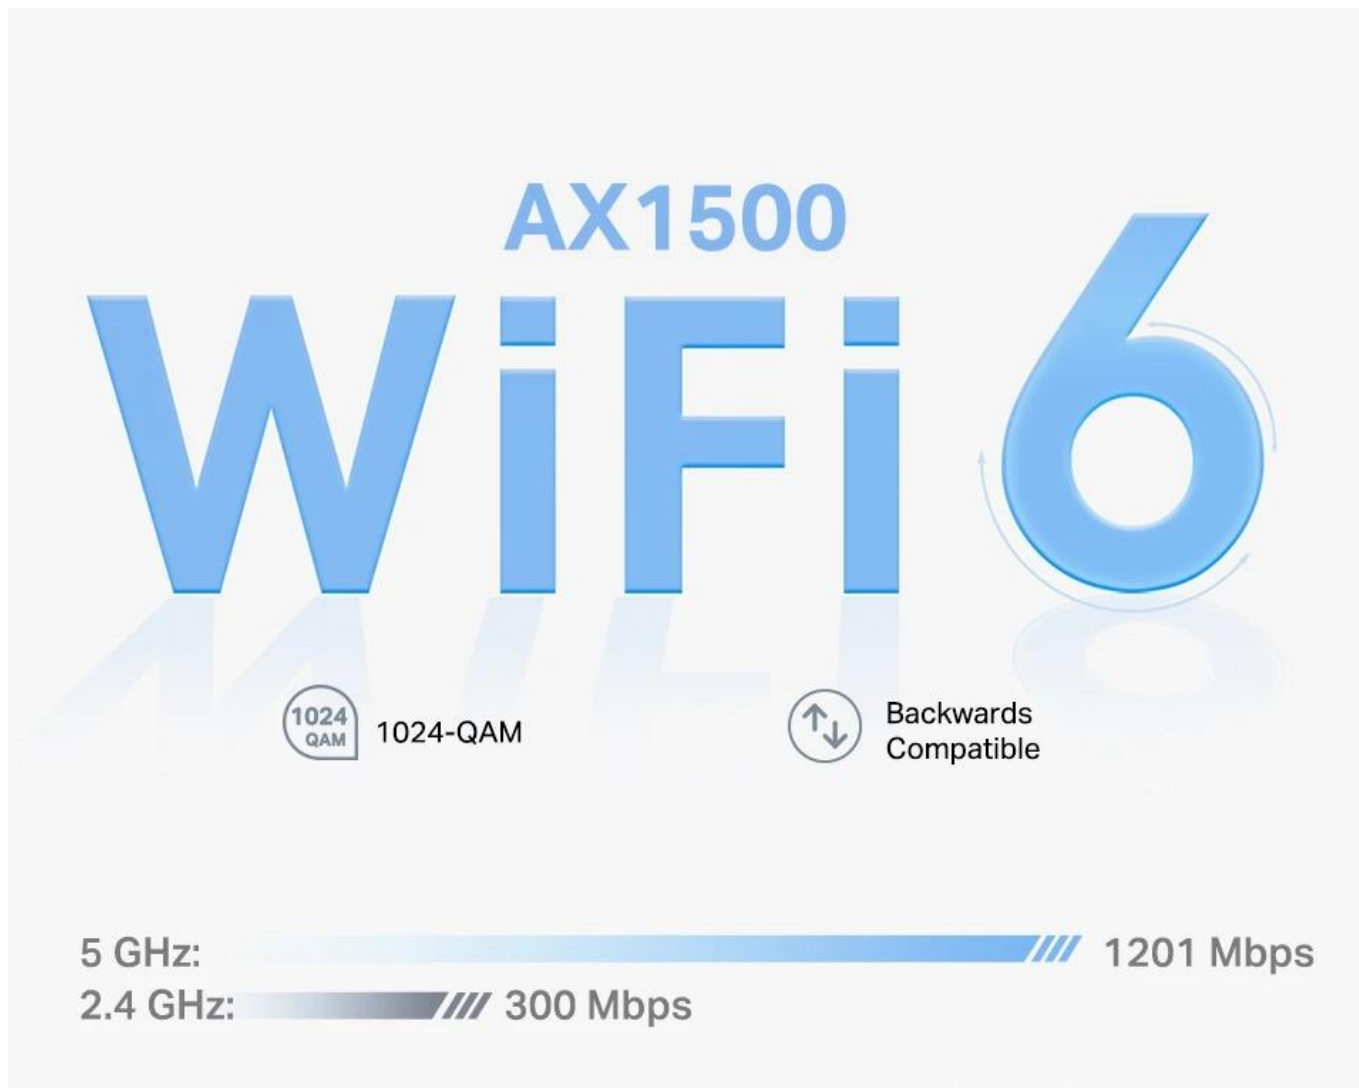 AX1500
WiFi 6
1024
QAM
1024-QAM
Backwards
Compatible
5 GHz: 1201 Mbps
2.4 GHz: 300 Mbps